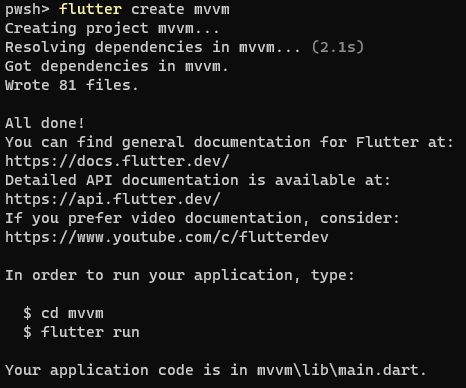 pwsh> flutter create mvvm
Creating project mvvm...
Resolving dependencies in mvvm... (2.1s)
Got dependencies in mvvm.
Wrote 81 files.

All done!
You can find general documentation for Flutter at:
https://docs.flutter.dev/
Detailed API documentation is available at:
https://api.flutter.dev/
If you prefer video documentation, consider:
https://www.youtube.com/c/flutterdev

In order to run your application, type:

  $ cd mvvm
  $ flutter run

Your application code is in mvvm\lib\main.dart.